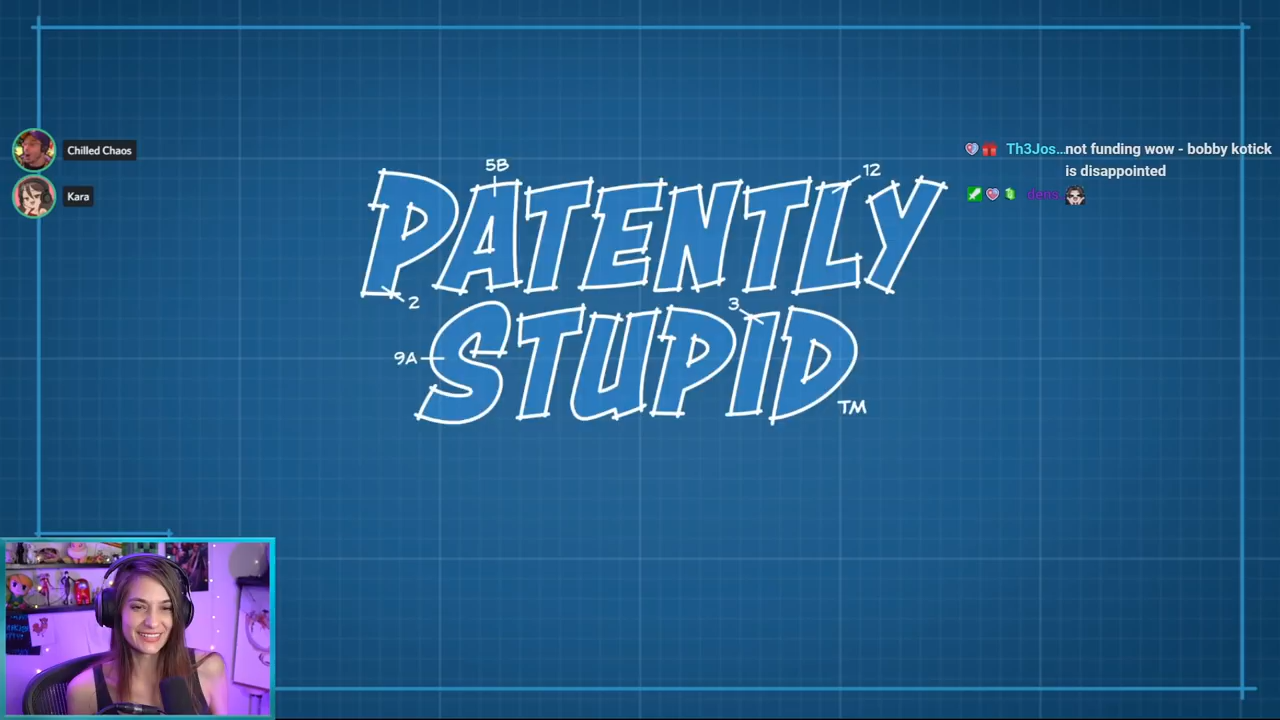 Chilled Chaos
Kara
5B
12
PATENTLY
2
3
9A
STUPID
TM
Th3Jos... not funding wow - bobby kotick
is disappointed
dens